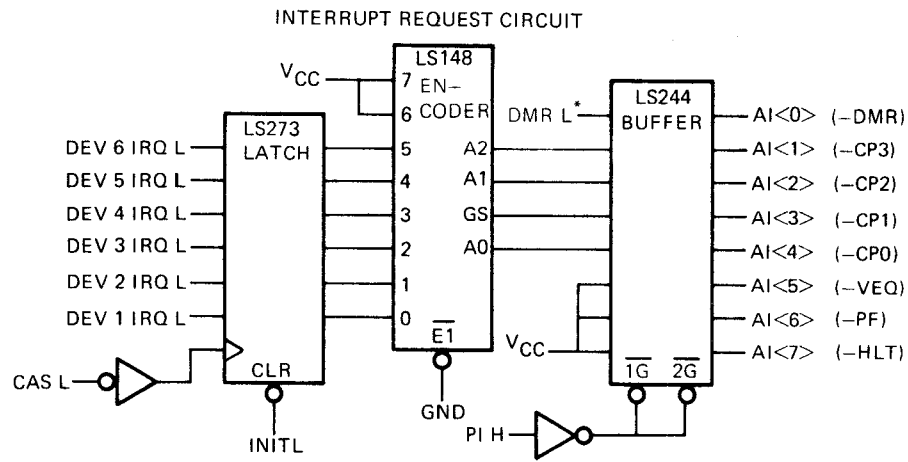 INTERRUPT REQUEST CIRCUIT
LS148
EN-
CODER
VCC
7
6
5
4
3
2
1
0
A2
A1
GS
A0
E1
GND
LS273
LATCH
DEV 6 IRQ L
DEV 5 IRQ L
DEV 4 IRQ L
DEV 3 IRQ L
DEV 2 IRQ L
DEV 1 IRQ L
CAS L
CLR
INITL
LS244
BUFFER
DMR L*
VCC
1G
2G
PI H
AI<0> (-DMR)
AI<1> (-CP3)
AI<2> (-CP2)
AI<3> (-CP1)
AI<4> (-CP0)
AI<5> (-VEQ)
AI<6> (-PF)
AI<7> (-HLT)